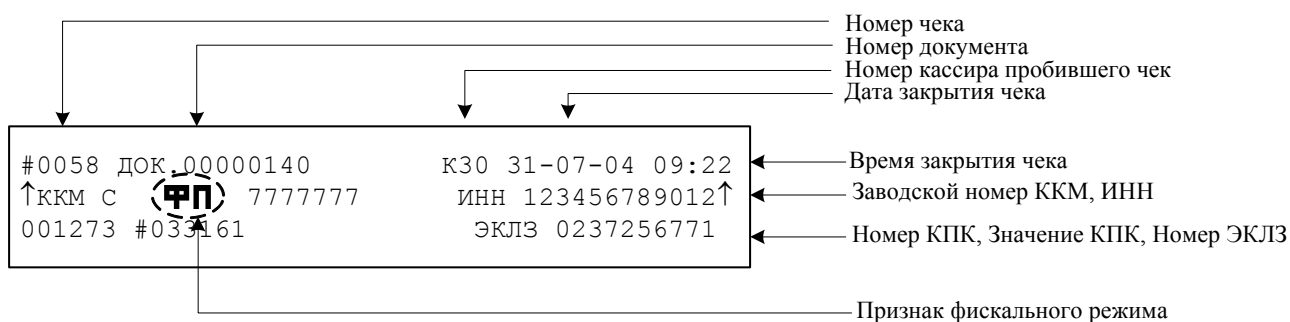 Номер чека
Номер документа
Номер кассира пробившего чек
Дата закрытия чека
#0058 ДОК.00000140 К30 31-07-04 09:22
Время закрытия чека
↑ККМ С ФП 7777777 ИНН 123456789012↑
Заводской номер ККМ, ИНН
001273 #033161 ЭКЛЗ 0237256771
Номер КПК, Значение КПК, Номер ЭКЛЗ
Признак фискального режима